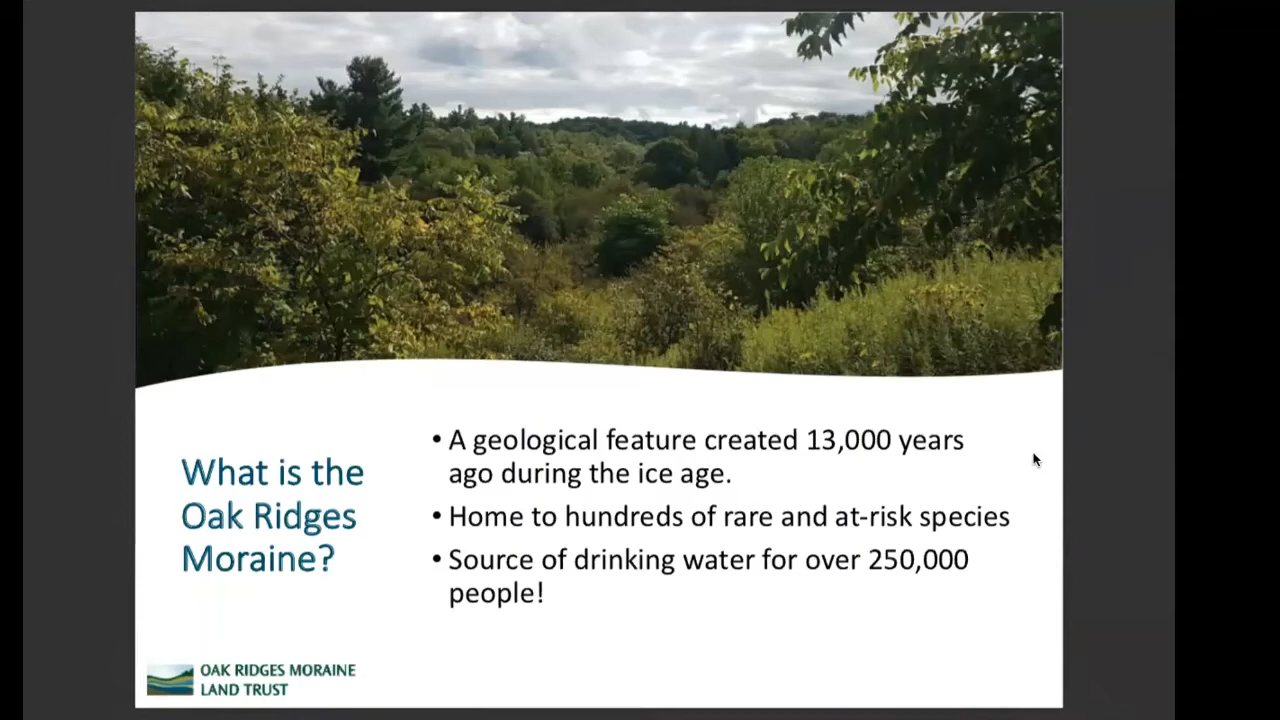 What is the
Oak Ridges
Moraine?
• A geological feature created 13,000 years
ago during the ice age.
• Home to hundreds of rare and at-risk species
• Source of drinking water for over 250,000
people!
OAK RIDGES MORAINE
LAND TRUST